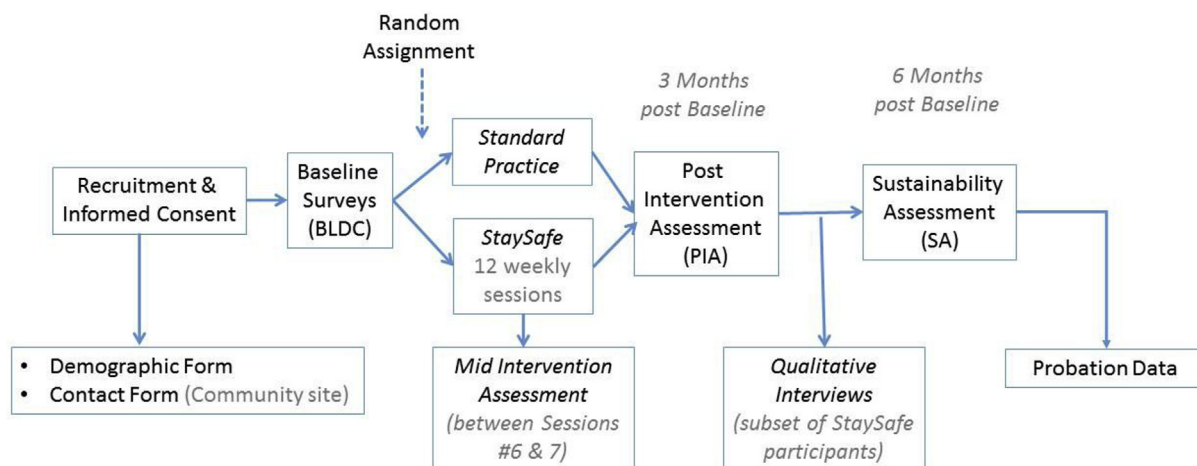 Random
Assignment
3 Months
post Baseline
6 Months
post Baseline
Recruitment &
Informed Consent
Baseline
Surveys
(BLDC)
Standard
Practice
StaySafe
12 weekly
sessions
Post
Intervention
Assessment
(PIA)
Sustainability
Assessment
(SA)
• Demographic Form
• Contact Form (Community site)
Mid Intervention
Assessment
(between Sessions
#6 & 7)
Qualitative
Interviews
(subset of StaySafe
participants)
Probation Data